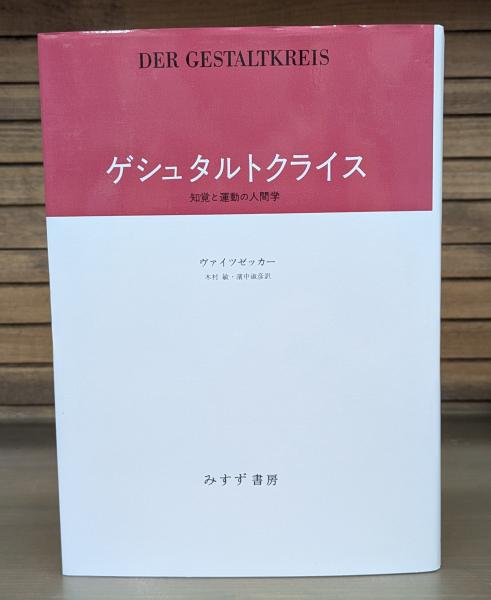 DER GESTALTKREIS
ゲシュタルトクライス
知覚と運動の人間学
ヴァイツゼッカー
木村 敏・濱中淑彦訳
みすず書房